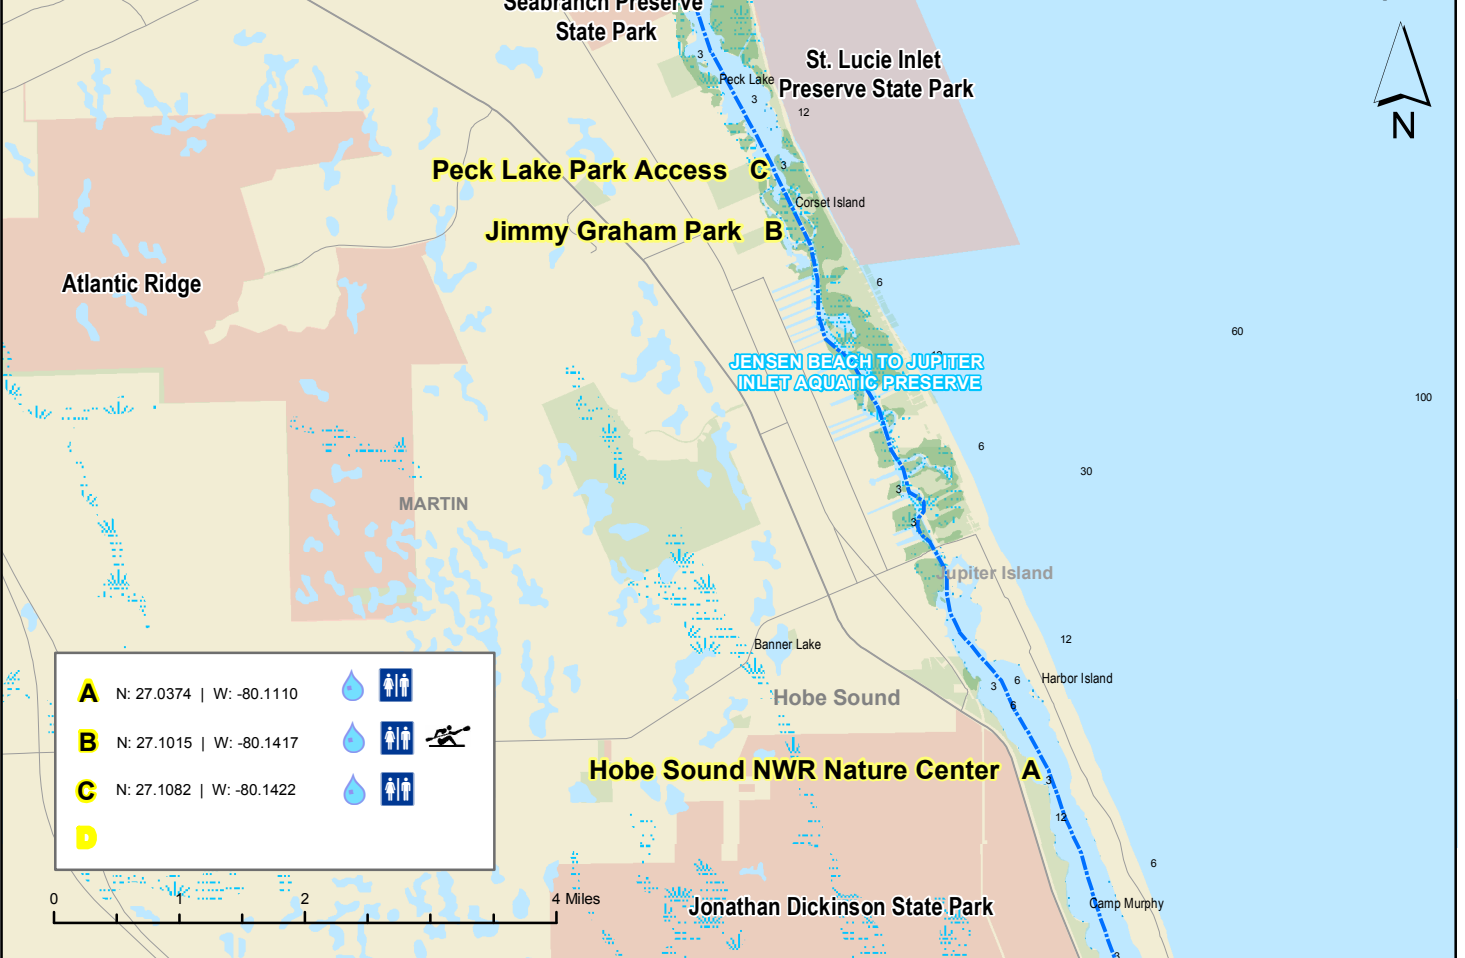 Seabranch Preserve
State Park
3
Peck Lake
St. Lucie Inlet
Preserve State Park
3
12
N
Peck Lake Park Access C
3
Corset Island
Jimmy Graham Park B
Atlantic Ridge
6
60
JENSEN BEACH TO JUPITER
INLET AQUATIC PRESERVE
100
6
30
3
MARTIN
3
Jupiter Island
12
Banner Lake
Harbor Island
3
6
6
Hobe Sound
A N: 27.0374 | W: -80.1110
B N: 27.1015 | W: -80.1417
C N: 27.1082 | W: -80.1422
D
Hobe Sound NWR Nature Center A
3
12
6
0 1 2 4 Miles
Jonathan Dickinson State Park
Camp Murphy
3